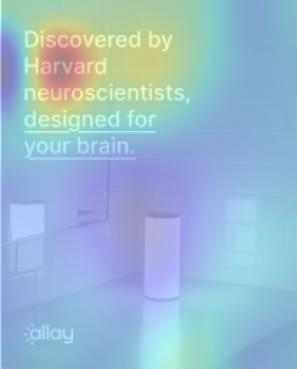 Discovered by
Harvard
neuroscientists,
designed for
your brain.
allay